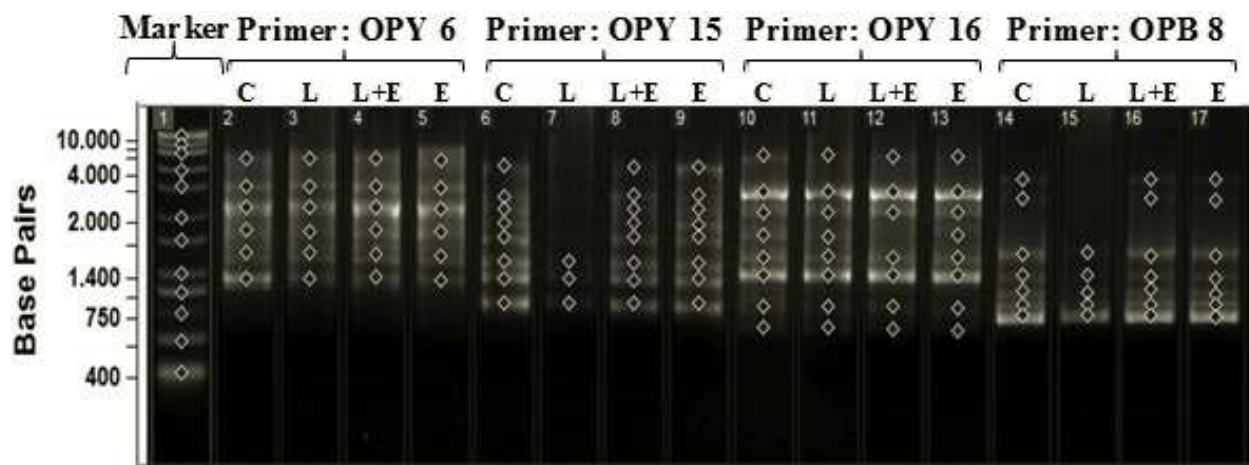 Marker Primer: OPY 6 Primer: OPY 15 Primer: OPY 16 Primer: OPB 8
C L L+E E C L L+E E C L L+E E C L L+E E
1 2 3 4 5 6 7 8 9 10 11 12 13 14 15 16 17
10.000
4.000
2.000
1.400
750
400
Base Pairs